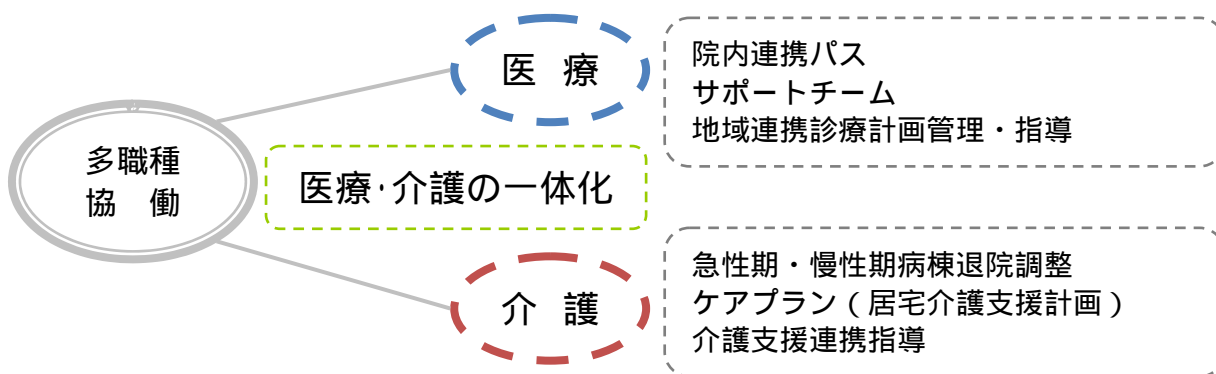 多職種
協 働
医療・介護の一体化
医 療
院内連携パス
サポートチーム
地域連携診療計画管理・指導
介 護
急性期・慢性期病棟退院調整
ケアプラン(居宅介護支援計画)
介護支援連携指導